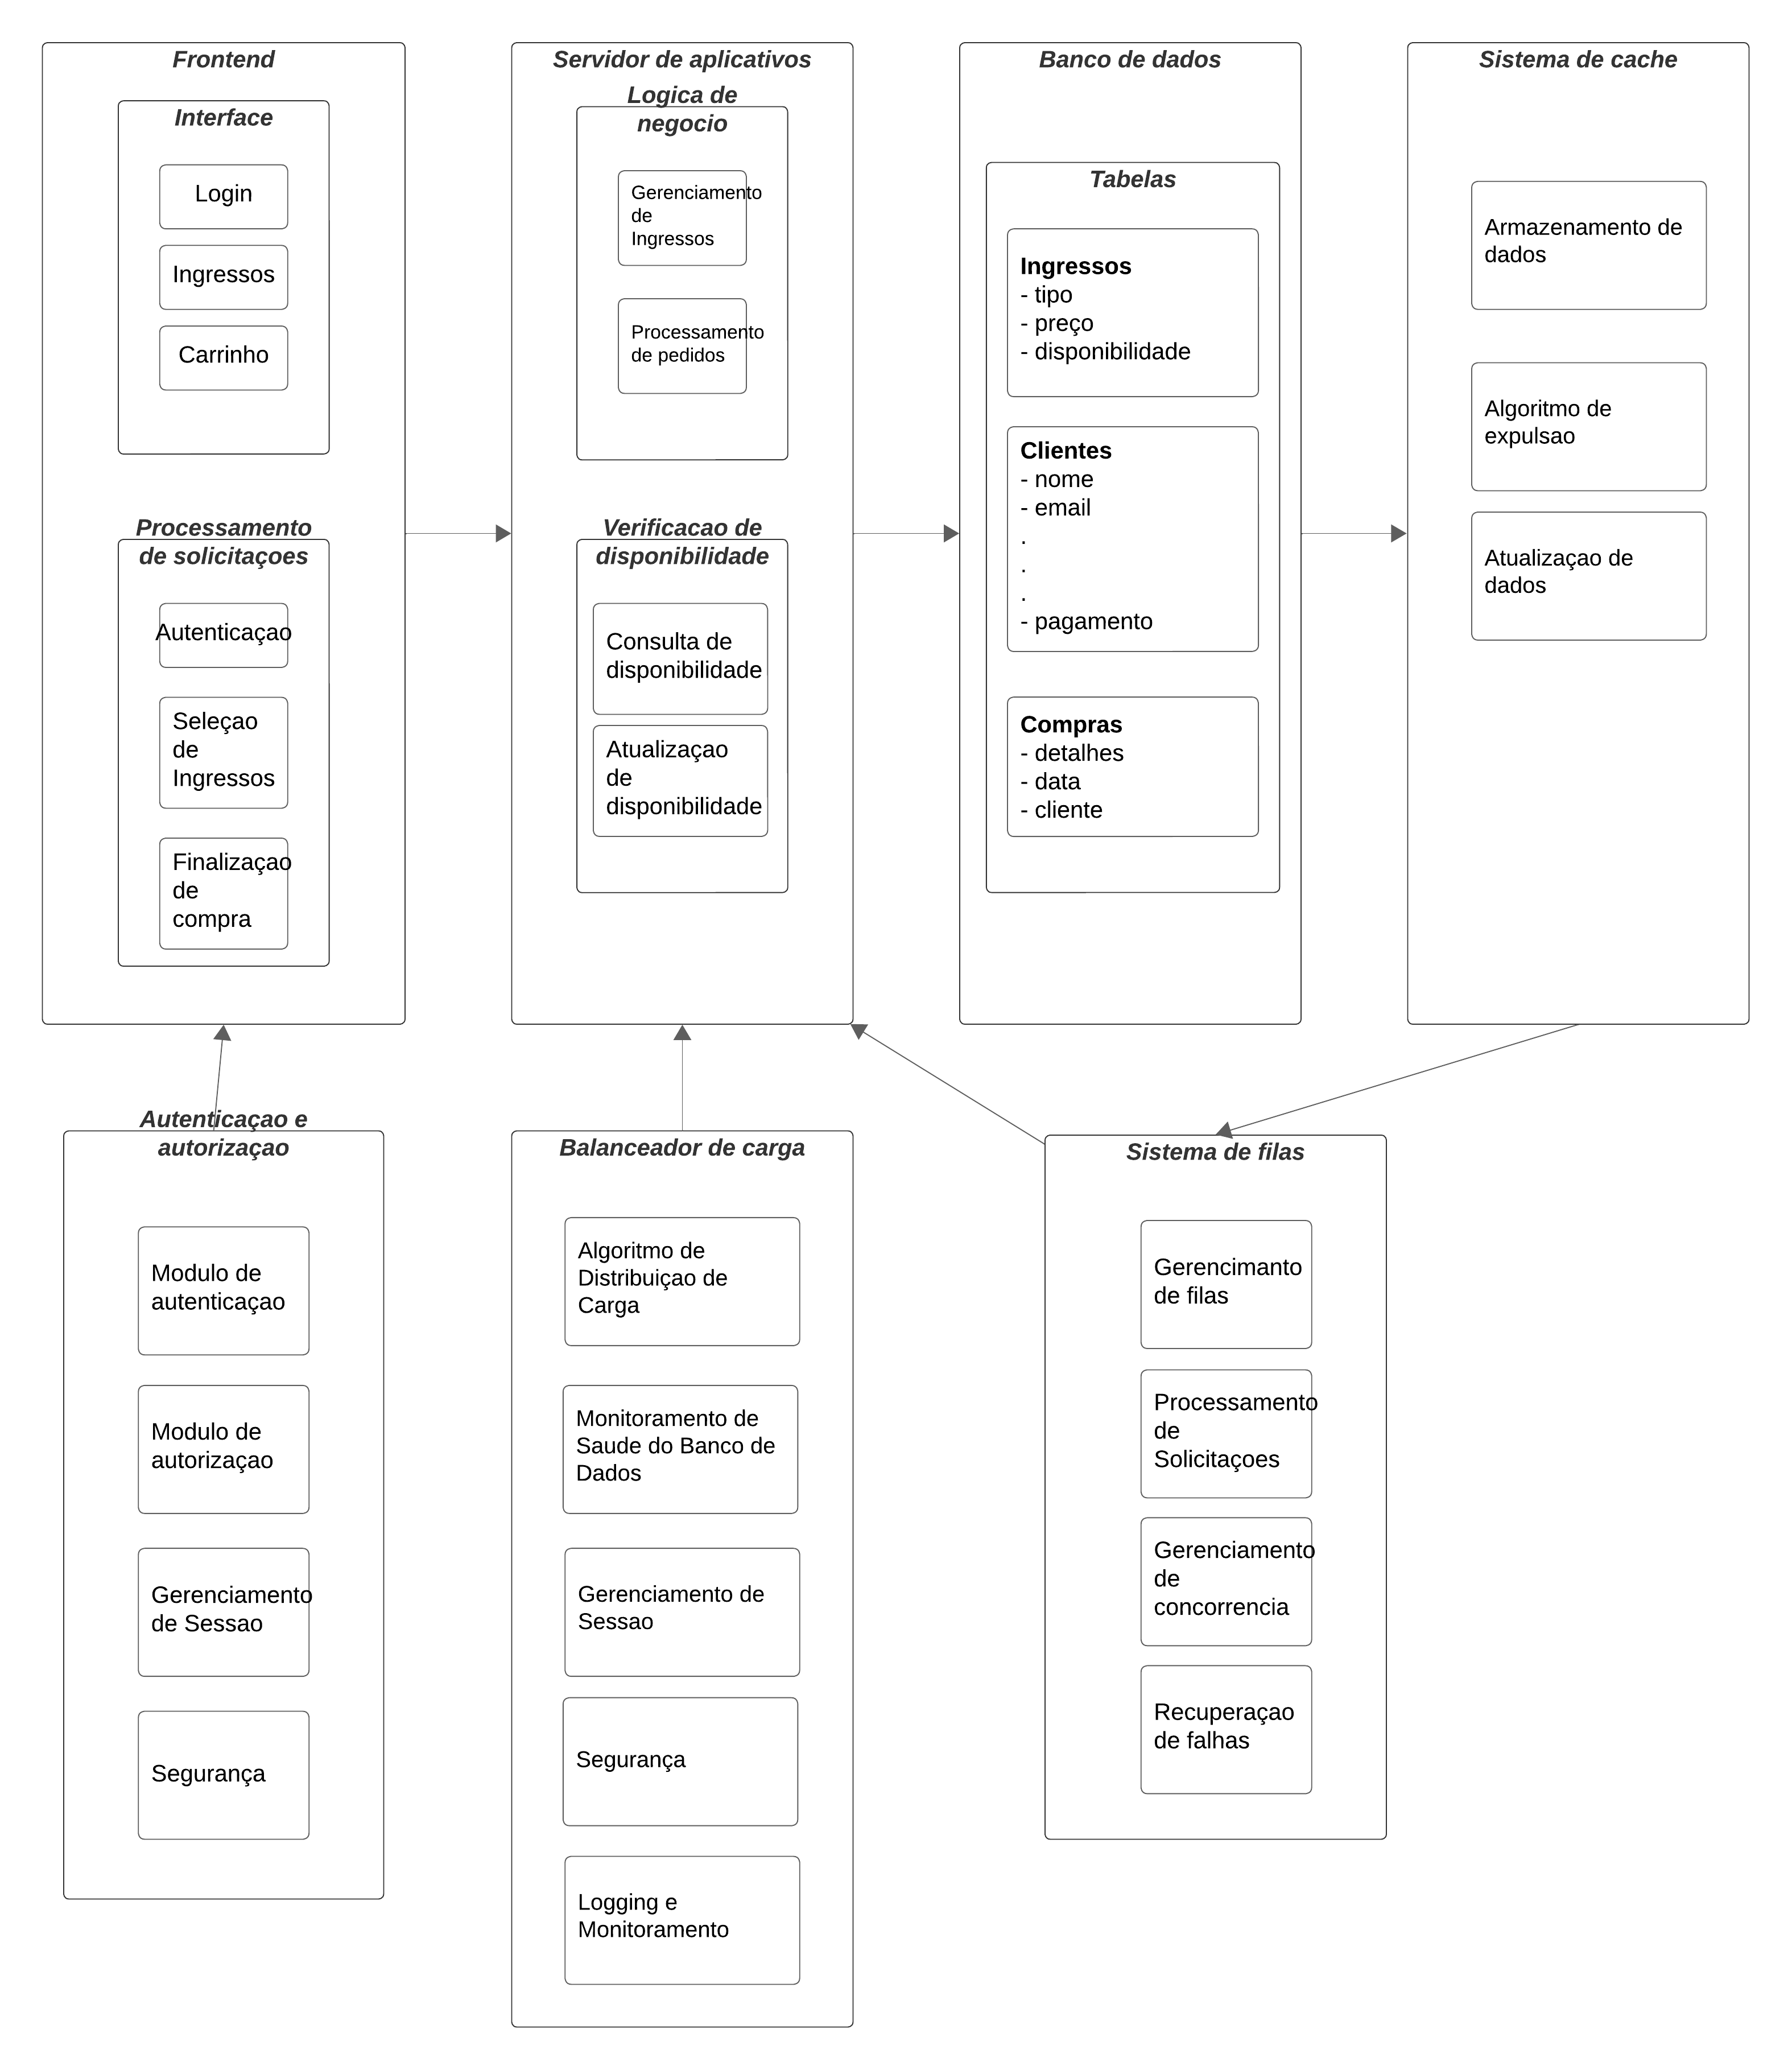 Frontend
Interface
Login
Ingressos
Carrinho
Processamento
de solicitaçoes
Autenticaçao
Seleçao
de
Ingressos
Finalizaçao
de
compra
Servidor de aplicativos
Logica de
negocio
Gerenciamento
de
Ingressos
Processamento
de pedidos
Verificacao de
disponibilidade
Consulta de
disponibilidade
Atualizaçao
de
disponibilidade
Banco de dados
Tabelas
Ingressos
- tipo
- preço
- disponibilidade
Clientes
- nome
- email
.
.
.
- pagamento
Compras
- detalhes
- data
- cliente
Sistema de cache
Armazenamento de
dados
Algoritmo de
expulsao
Atualizaçao de
dados
Autenticaçao e
autorizaçao
Modulo de
autenticaçao
Modulo de
autorizaçao
Gerenciamento
de Sessao
Segurança
Balanceador de carga
Algoritmo de
Distribuiçao de
Carga
Monitoramento de
Saude do Banco de
Dados
Gerenciamento de
Sessao
Segurança
Logging e
Monitoramento
Sistema de filas
Gerencimanto
de filas
Processamento
de
Solicitaçoes
Gerenciamento
de
concorrencia
Recuperaçao
de falhas